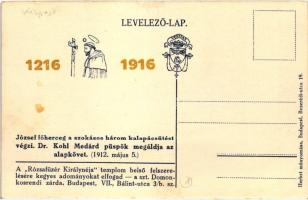 LEVELEZŐ-LAP.
1216
1916
József főherceg a szokásos három kalapácsütést
végzi. Dr. Kohl Medárd püspök megáldja az
alapkövet. (1912. május 5.)
A „Rózsafüzér Királynéja" templom belső felszere-
lésére kegyes adományokat elfogad — a szt. Domon-
kosrendi zárda. Budapest, VII., Bálint-utca 3/b. sz.